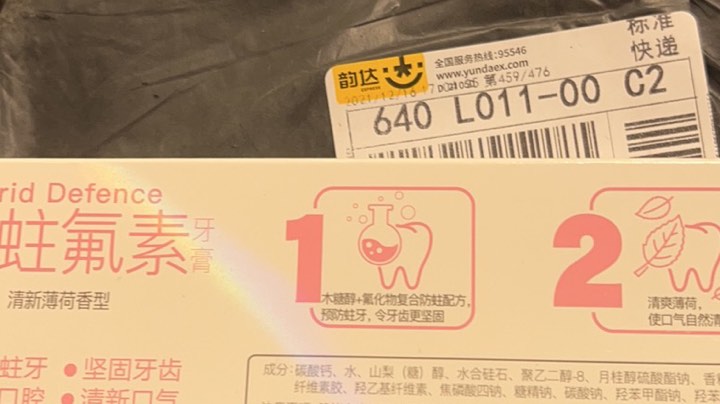 标准
快递
韵达
全国服务热线:95546
www.yundaex.com
第459/476
640 L011-00 C2
rid Defence
蛀氟素
牙膏
清新薄荷香型
蛀牙 ●坚固牙齿
口腔 ●清新口气
1
木糖醇+氟化物复合防蛀配方,
预防蛀牙,令牙齿更坚固
2
清爽薄荷,
使口气自然清
成分:碳酸钙、水、山梨(糖)醇、水合硅石、聚乙二醇-8、月桂醇硫酸酯钠、香
纤维素胶、羟乙基纤维素、焦磷酸四钠、糖精钠、碳酸钠、羟苯甲酯钠、羟苯